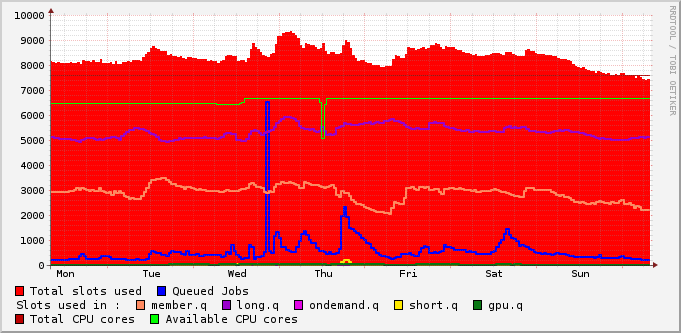 10000
9000
8000
7000
6000
5000
4000
3000
2000
1000
0
Mon Tue Wed Thu Fri Sat Sun
Total slots used Queued Jobs
Slots used in : member.q long.q ondemand.q short.q gpu.q
Total CPU cores Available CPU cores
RRDTOOL / TOBI OETIKER